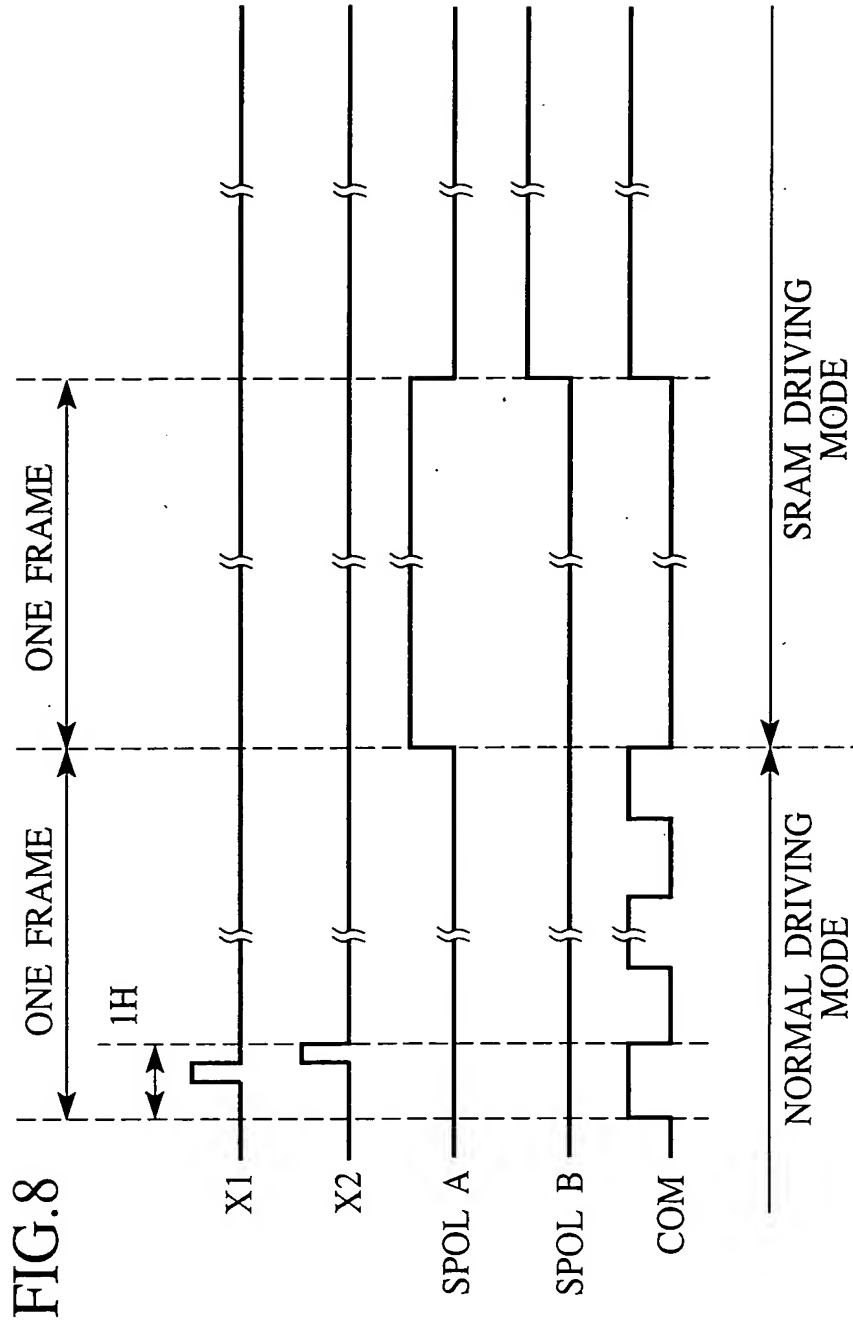 FIG.8
ONE FRAME
ONE FRAME
1H
X1
X2
SPOL A
SPOL B
COM
NORMAL DRIVING
MODE
SRAM DRIVING
MODE